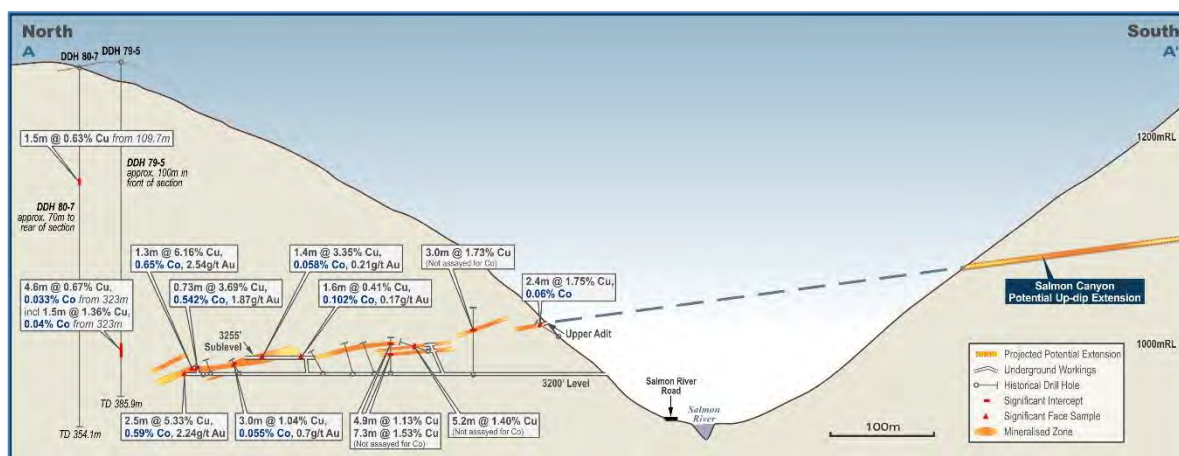 North
South
A
A'
DDH 80-7
DDH 79-5
1200mRL
1.5m @ 0.63% Cu from 109.7m
DDH 79-5
approx. 100m in
front of section
DDH 80-7
approx. 70m to
rear of section
1.3m @ 6.16% Cu,
0.65% Co, 2.54g/t Au
1.4m @ 3.35% Cu,
0.058% Co, 0.21g/t Au
3.0m @ 1.73% Cu
(Not assayed for Co)
4.6m @ 0.67% Cu,
0.033% Co from 323m
incl 1.5m @ 1.36% Cu,
0.04% Co from 323m
0.73m @ 3.69% Cu,
0.542% Co, 1.87g/t Au
1.6m @ 0.41% Cu,
0.102% Co, 0.17g/t Au
2.4m @ 1.75% Cu,
0.06% Co
Salmon Canyon
Potential Up-dip Extension
3255'
Sublevel
Upper Adit
1000mRL
3200' Level
Salmon River
Road
Salmon
River
TD 385.9m
TD 354.1m
2.5m @ 5.33% Cu,
0.59% Co, 2.24g/t Au
3.0m @ 1.04% Cu,
0.055% Co, 0.7g/t Au
4.9m @ 1.13% Cu
7.3m @ 1.53% Cu
(Not assayed for Co)
5.2m @ 1.40% Cu
(Not assayed for Co)
100m
Projected Potential Extension
Underground Workings
Historical Drill Hole
Significant Intercept
Significant Face Sample
Mineralised Zone